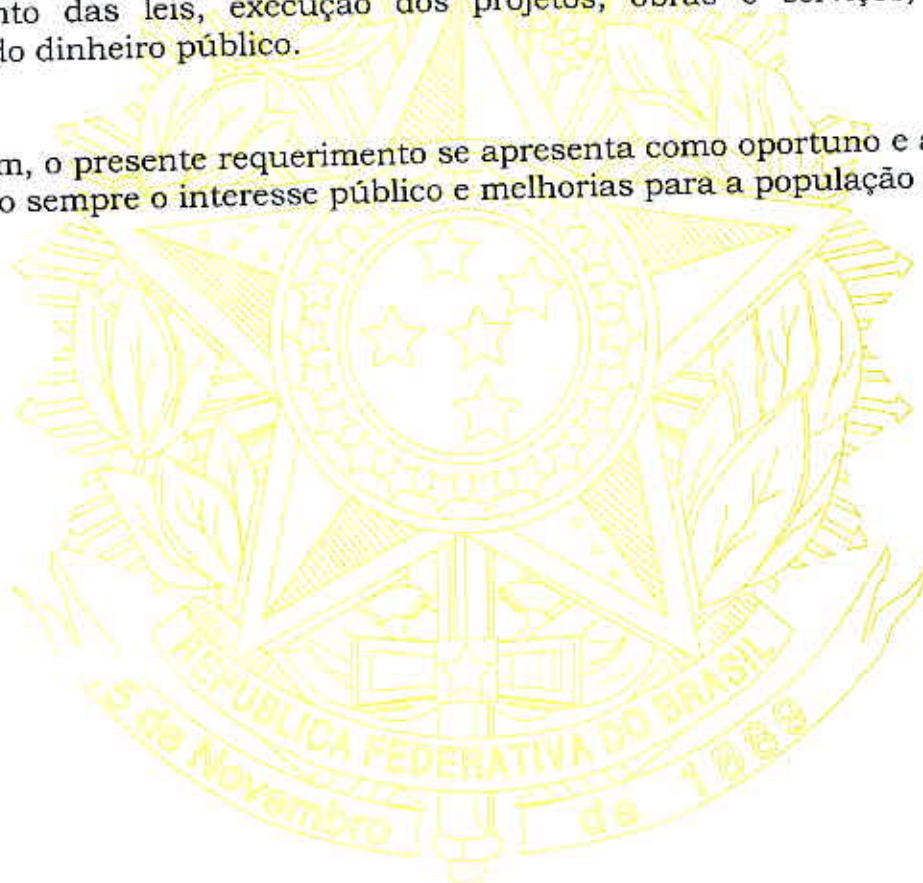 nto das leis, execução dos projetos, obras e serviços,
do dinheiro público.
m, o presente requerimento se apresenta como oportuno e a
o sempre o interesse público e melhorias para a população
REPÚBLICA FEDERATIVA DO BRASIL
5 de Novembro de 1889